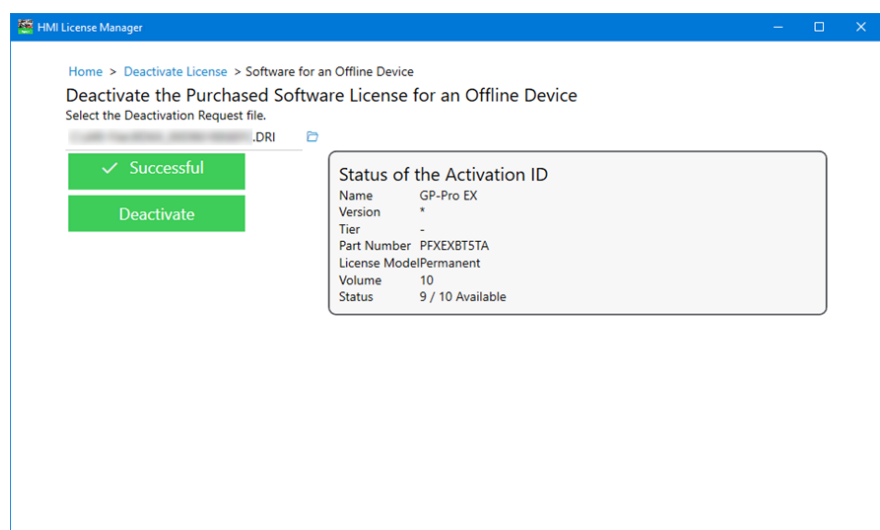 HMI License Manager
Home > Deactivate License > Software for an Offline Device
Deactivate the Purchased Software License for an Offline Device
Select the Deactivation Request file.
.DRI
Successful
Deactivate
Status of the Activation ID
Name GP-Pro EX
Version *
Tier -
Part Number PFXEXBT5TA
License ModelPermanent
Volume 10
Status 9 / 10 Available